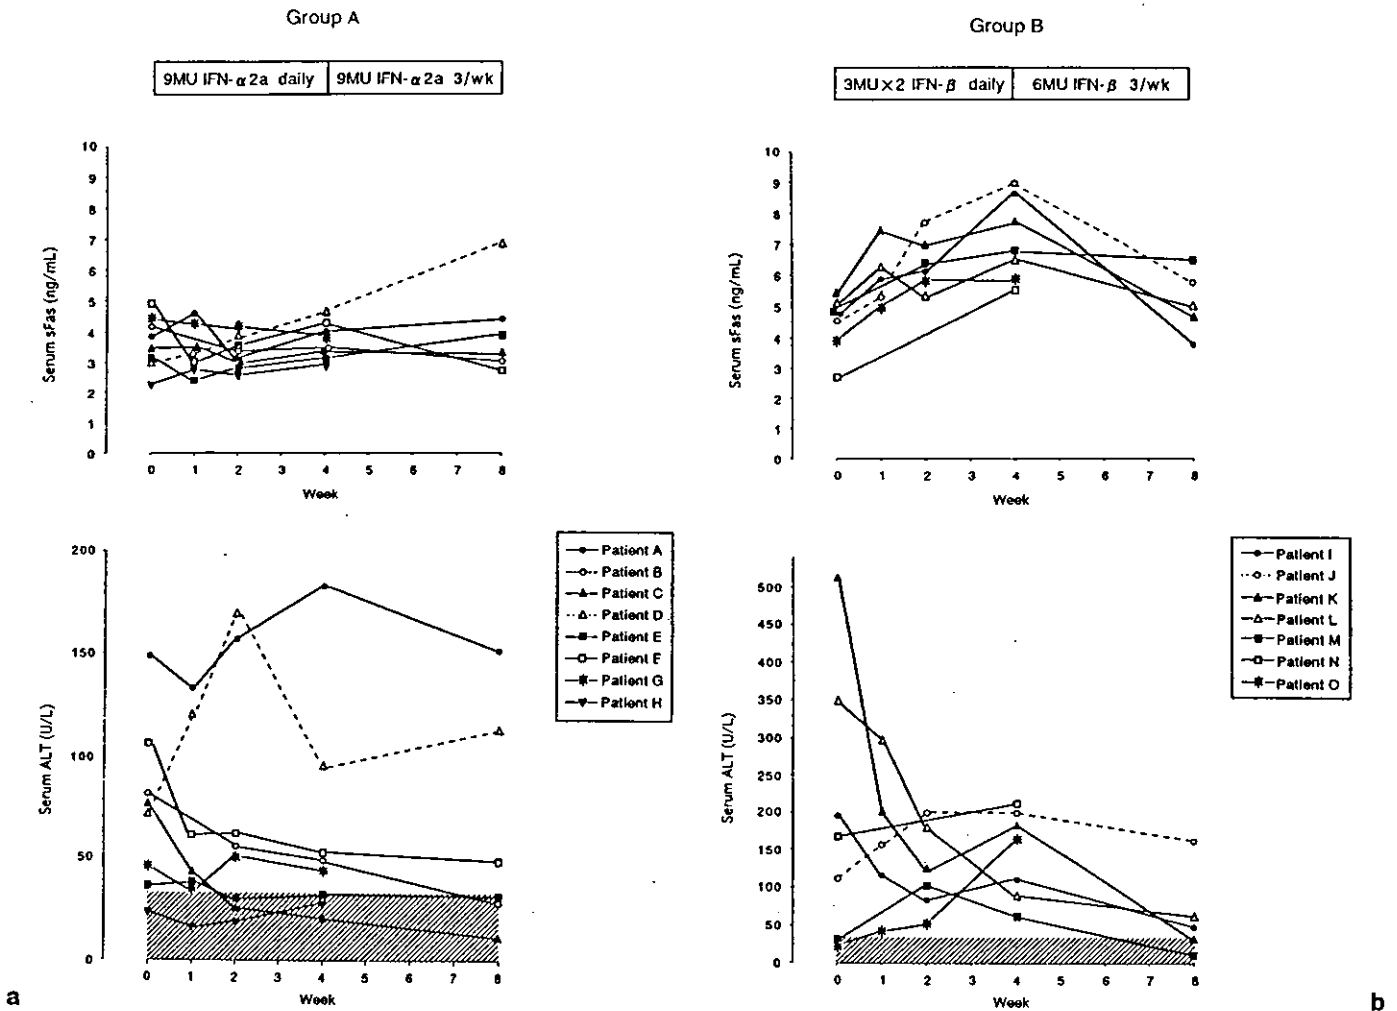 Group A
9MU IFN-α2a daily 9MU IFN-α2a 3/wk
10
9
8
7
6
5
4
3
2
1
0
Serum sFas (ng/mL)
0 1 2 3 4 5 6 7 8
Week
200
150
100
50
0
Serum ALT (U/L)
0 1 2 3 4 5 6 7 8
Week
Patient A
Patient B
Patient C
Patient D
Patient E
Patient F
Patient G
Patient H
a
Group B
3MU×2 IFN-β daily 6MU IFN-β 3/wk
10
9
8
7
6
5
4
3
2
1
0
Serum sFas (ng/mL)
0 1 2 3 4 5 6 7 8
Week
500
450
400
350
300
250
200
150
100
50
0
Serum ALT (U/L)
0 1 2 3 4 5 6 7 8
Week
Patient I
Patient J
Patient K
Patient L
Patient M
Patient N
Patient O
b